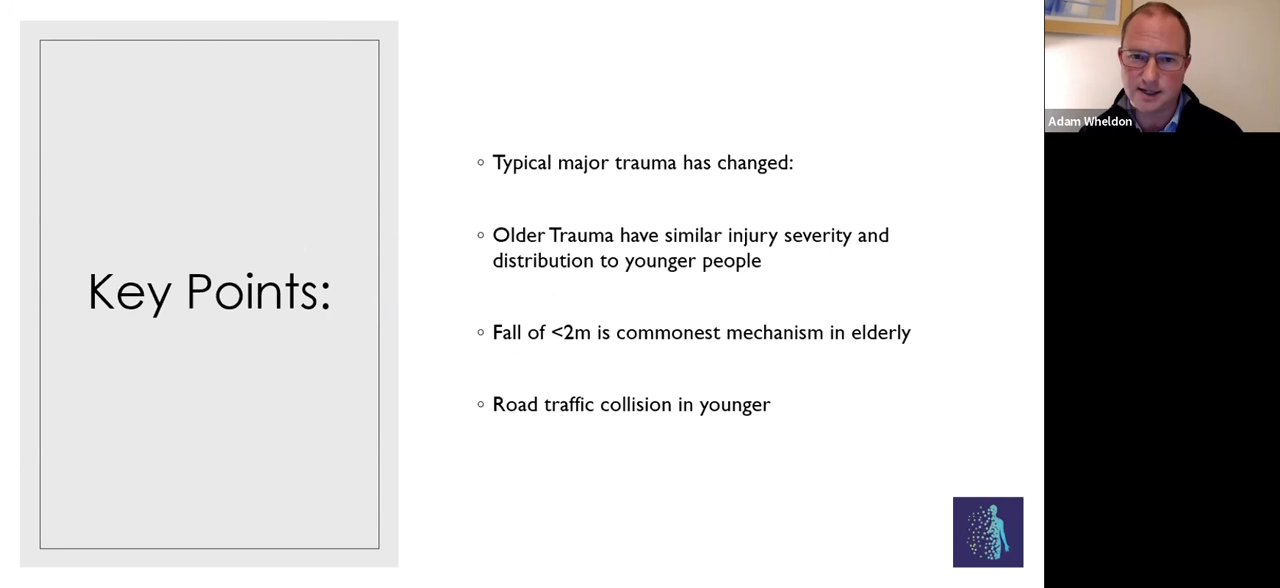 Key Points:
◦ Typical major trauma has changed:
◦ Older Trauma have similar injury severity and
distribution to younger people
◦ Fall of <2m is commonest mechanism in elderly
◦ Road traffic collision in younger
Adam Wheldon